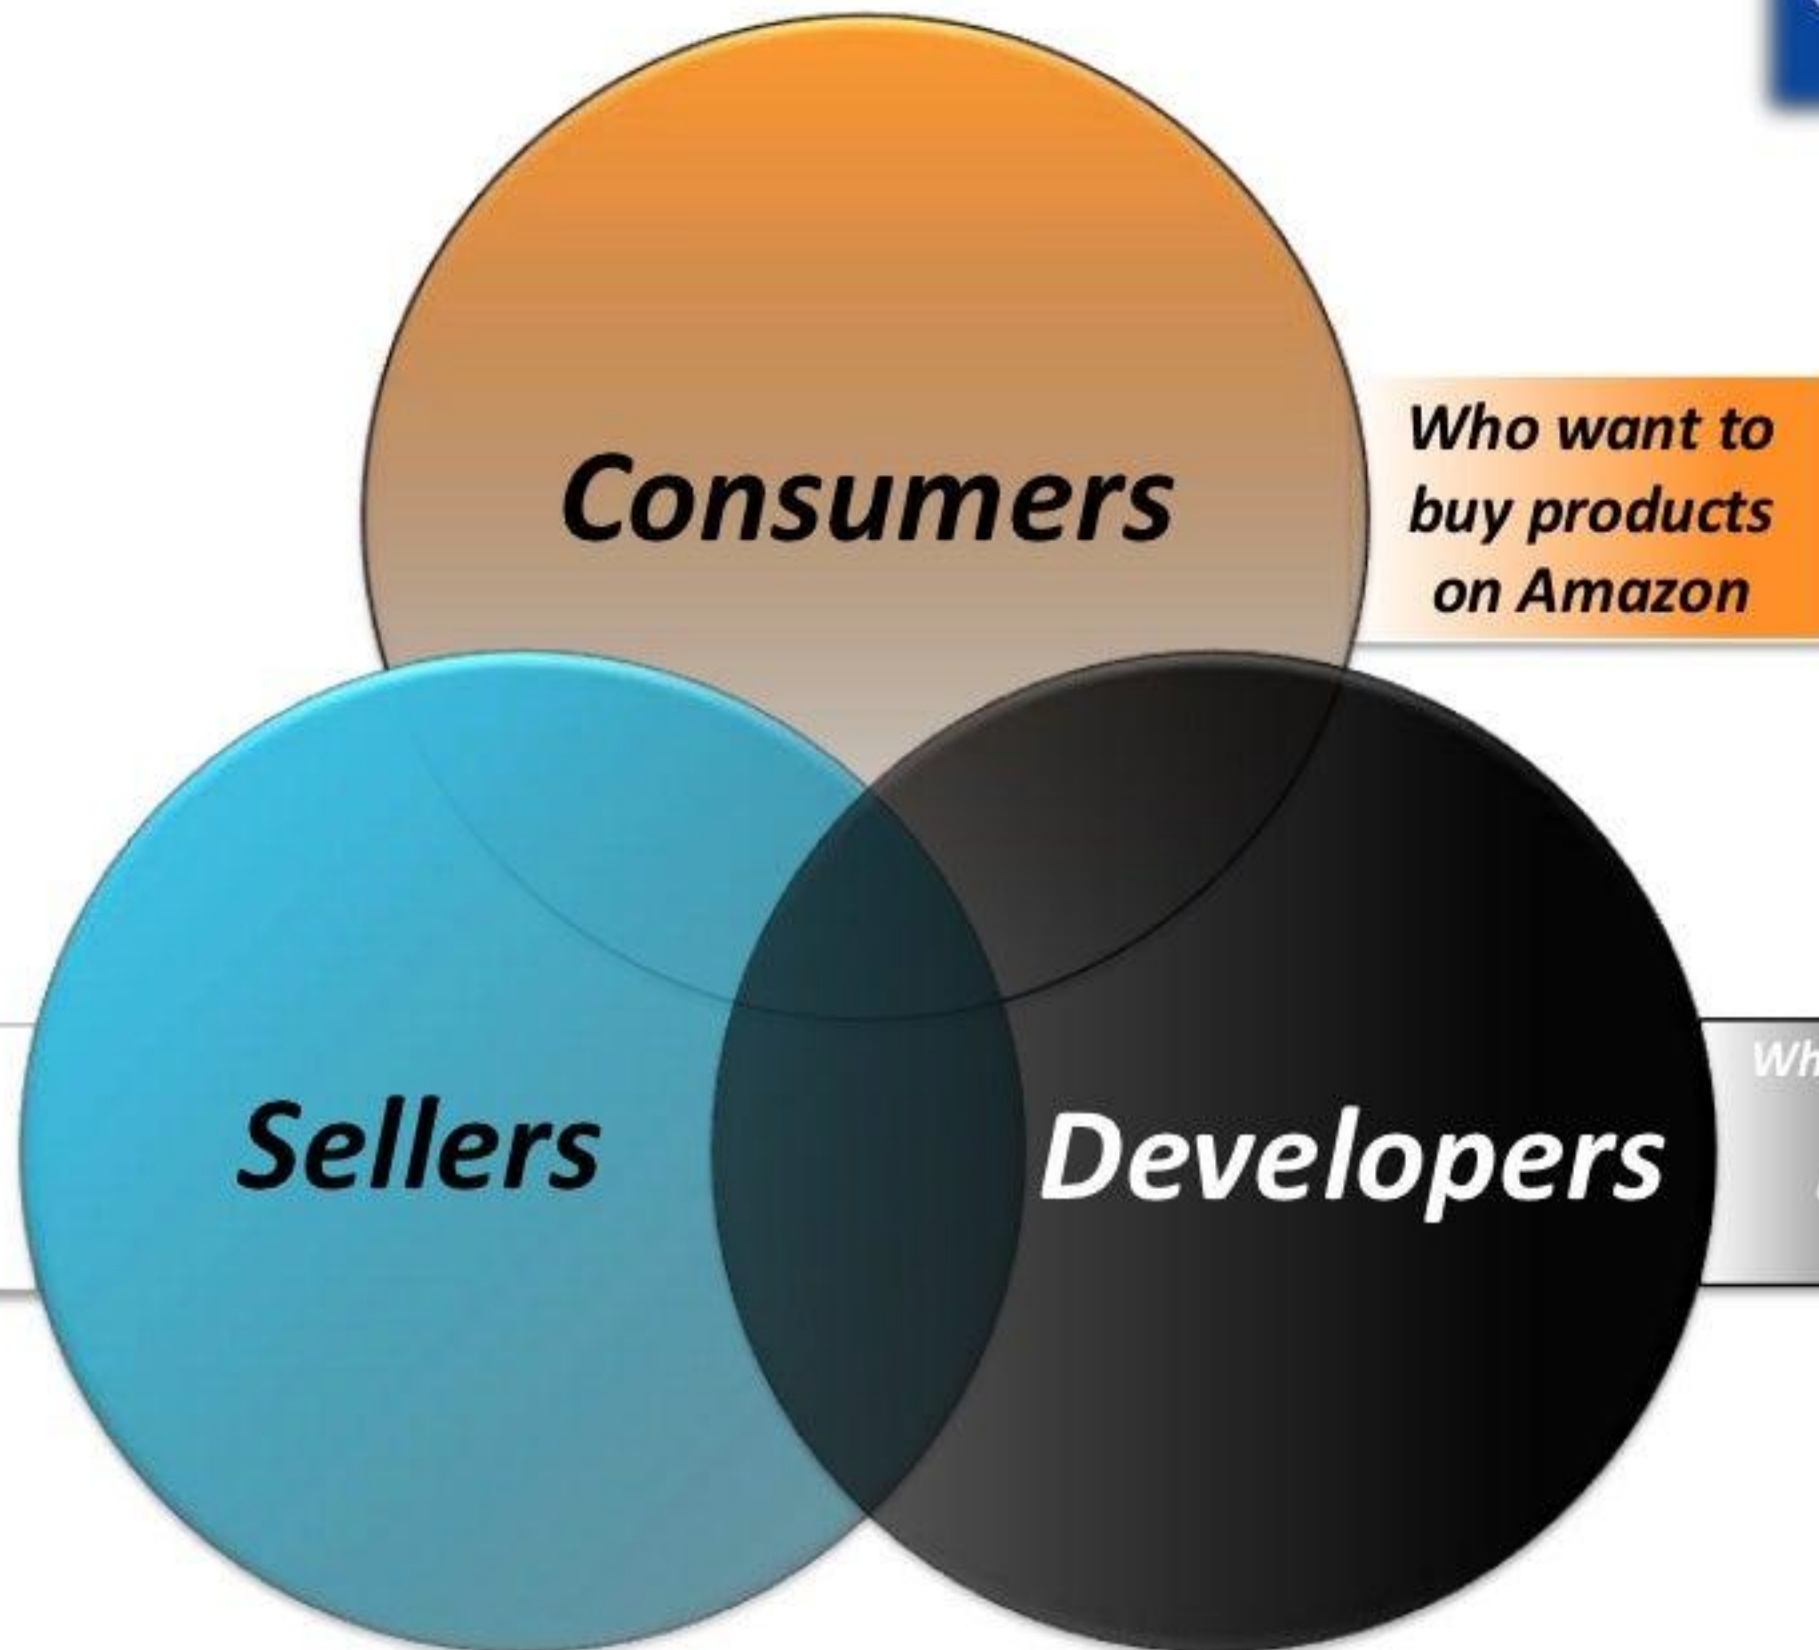 Consumers
Who want to
buy products
on Amazon
Sellers
Developers